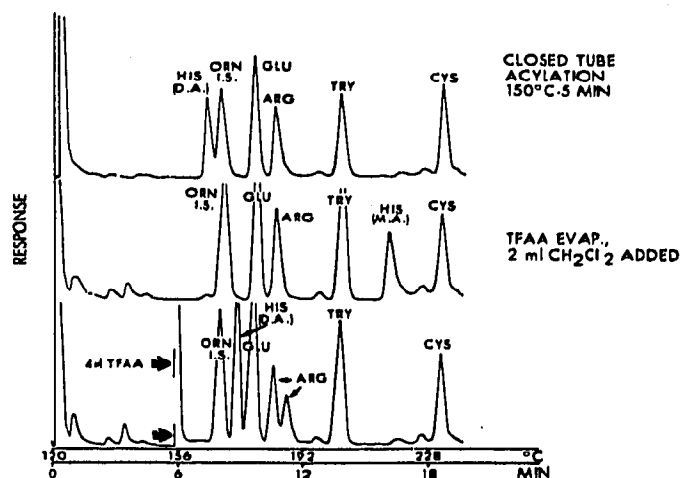 CLOSED TUBE
ACYLATION
150°C-5 MIN
HIS
(D.A.)
ORN
I.S.
GLU
ARG
TRY
CYS
RESPONSE
ORN
I.S.
GLU
ARG
TRY
HIS
(M.A.)
CYS
TFAA EVAP.,
2 ml CH2Cl2 ADDED
4µl TFAA
ORN
I.S.
HIS
(D.A.)
GLU
ARG
TRY
CYS
120 156 192 228 °C
0 6 12 18 MIN